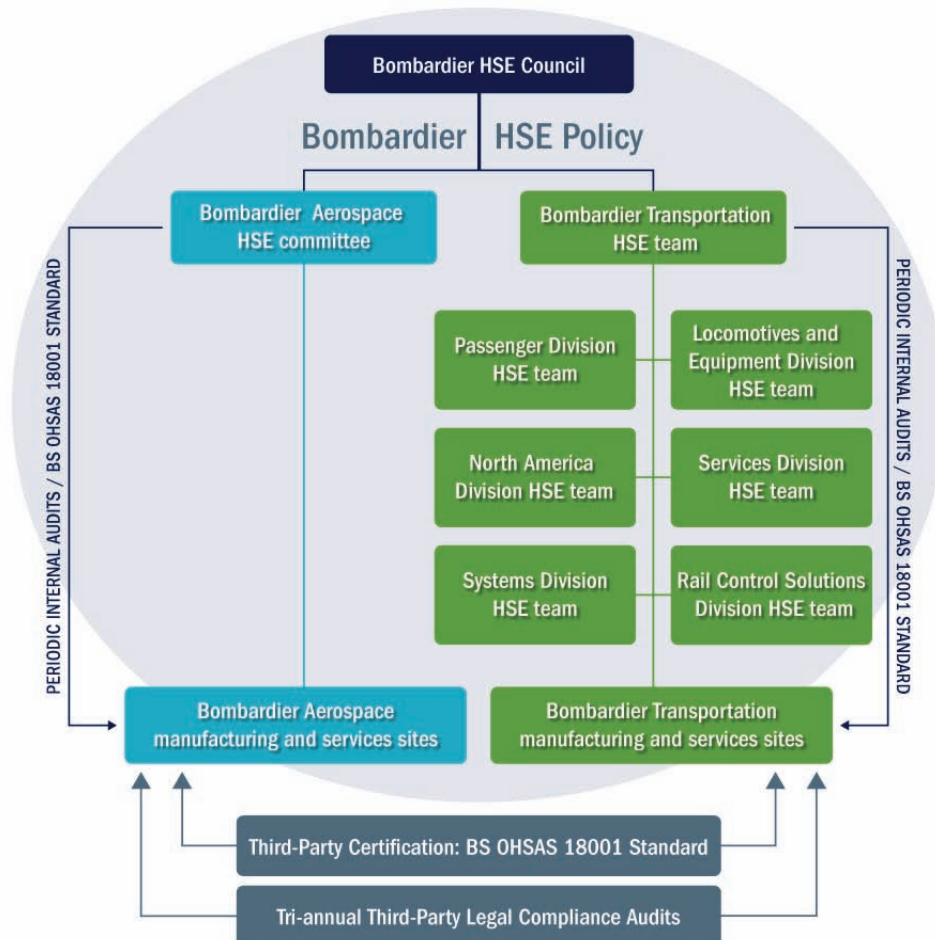 Bombardier HSE Council
Bombardier HSE Policy
Bombardier Aerospace
HSE committee
Bombardier Transportation
HSE team
PERIODIC INTERNAL AUDITS / BS OHSAS 18001 STANDARD
PERIODIC INTERNAL AUDITS / BS OHSAS 18001 STANDARD
Passenger Division
HSE team
Locomotives and
Equipment Division
HSE team
North America
Division HSE team
Services Division
HSE team
Systems Division
HSE team
Rail Control Solutions
Division HSE team
Bombardier Aerospace
manufacturing and services sites
Bombardier Transportation
manufacturing and services sites
Third-Party Certification: BS OHSAS 18001 Standard
Tri-annual Third-Party Legal Compliance Audits